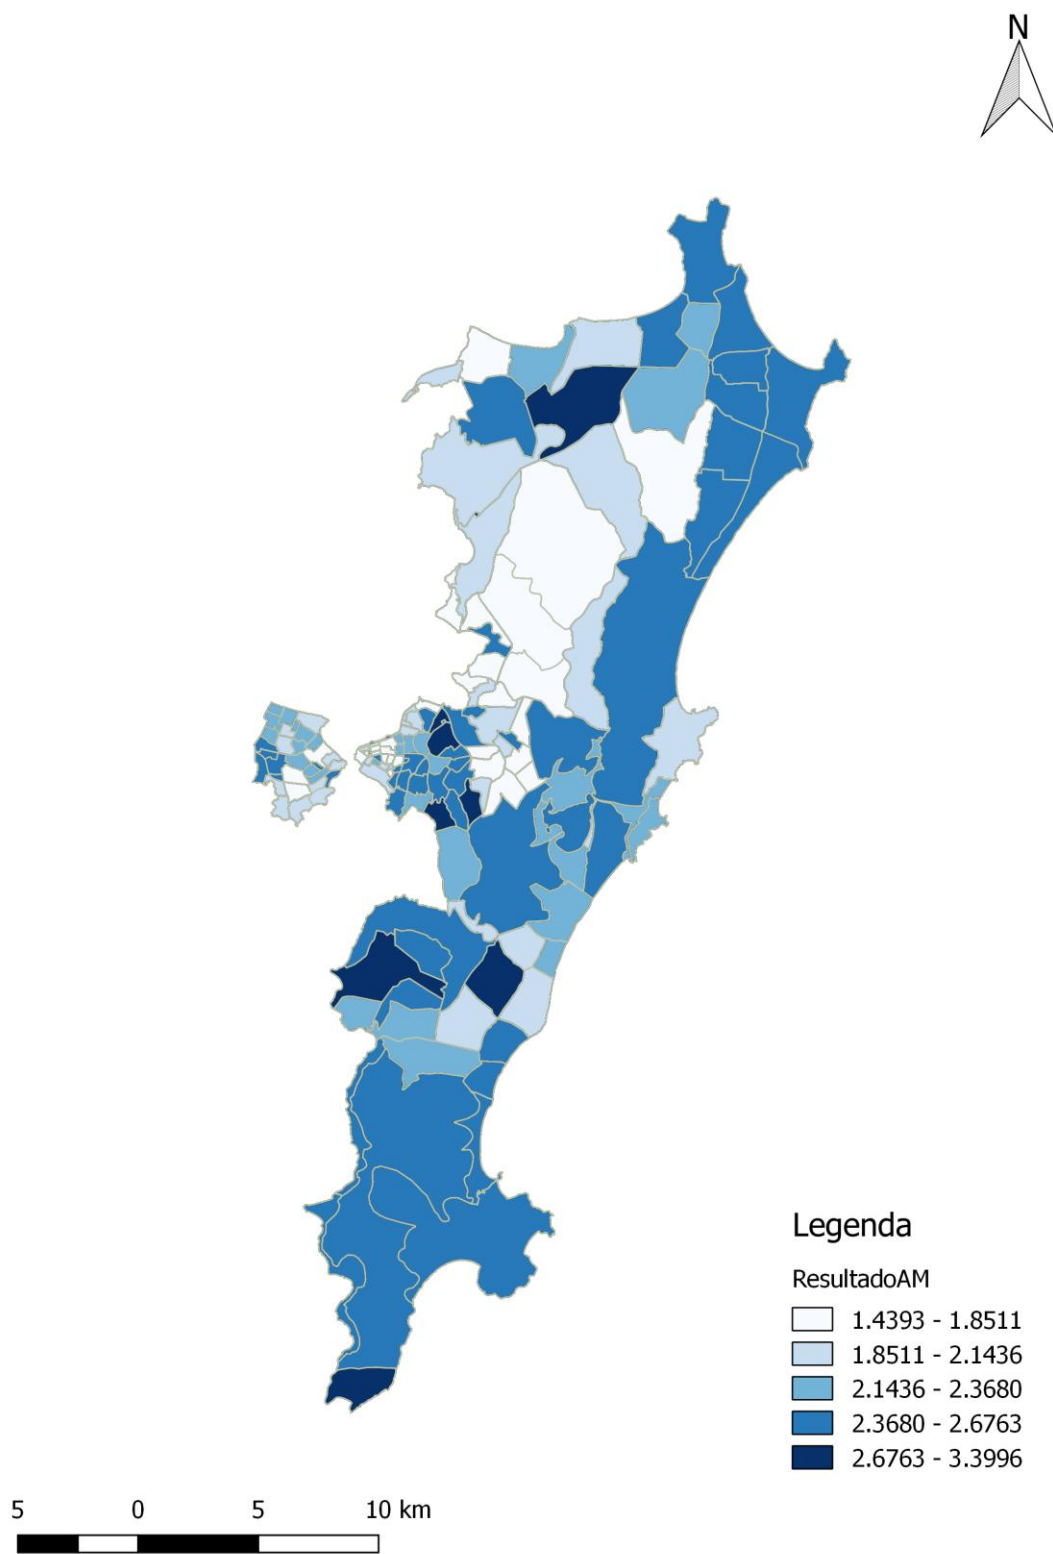 N
Legenda
ResultadoAM
1.4393 - 1.8511
1.8511 - 2.1436
2.1436 - 2.3680
2.3680 - 2.6763
2.6763 - 3.3996
5 0 5 10 km